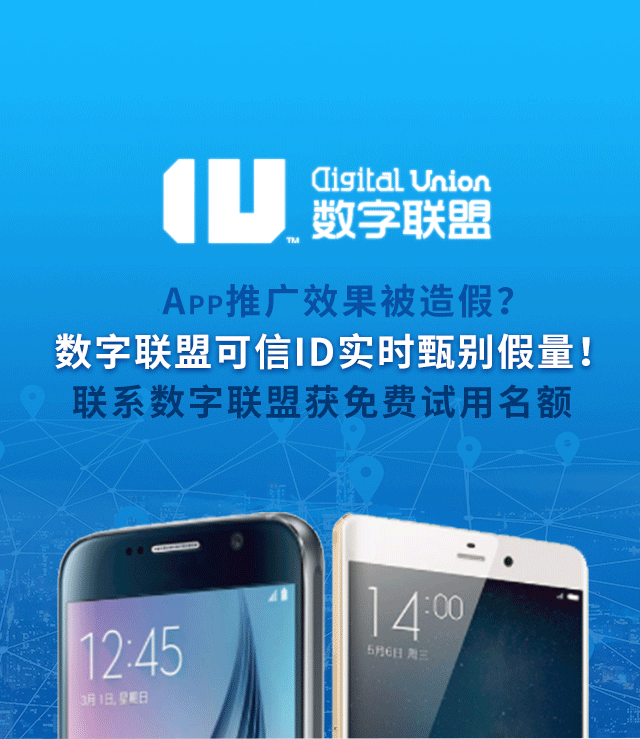 Digital Union
TM
数字联盟
APP推广效果被造假？
数字联盟可信ID实时甄别假量！
联系数字联盟获免费试用名额
12:45
3月1日, 星期日
14:00
5月6日 周三